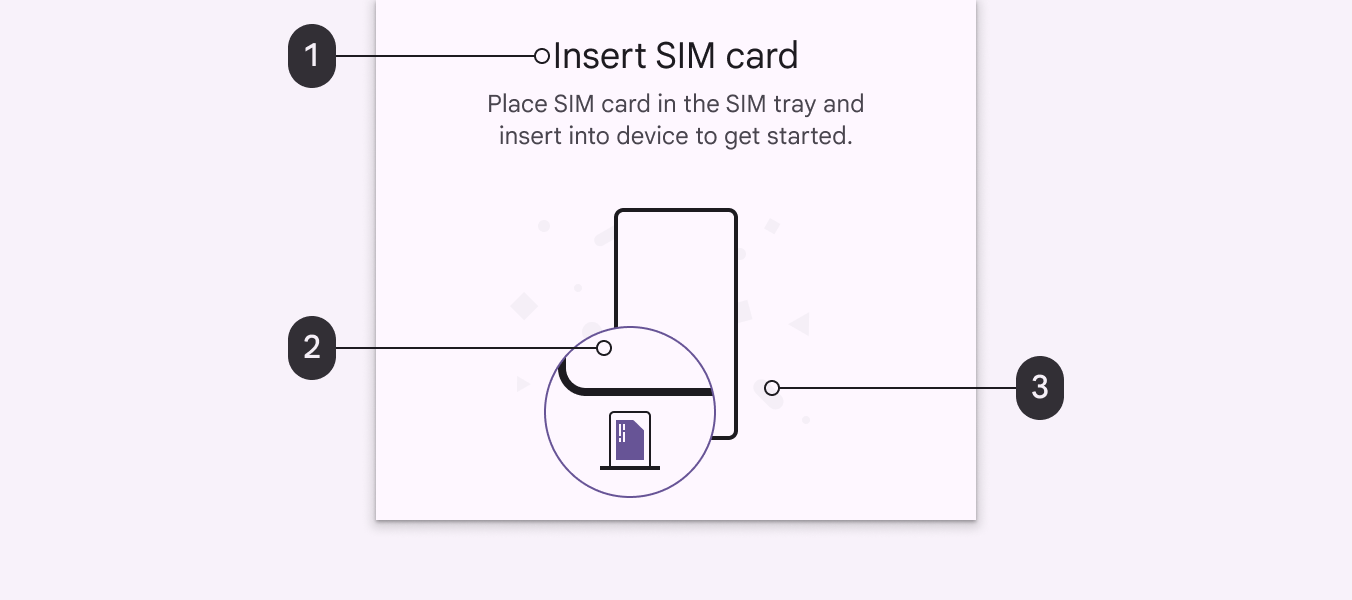 1
Insert SIM card
Place SIM card in the SIM tray and
insert into device to get started.
2
3